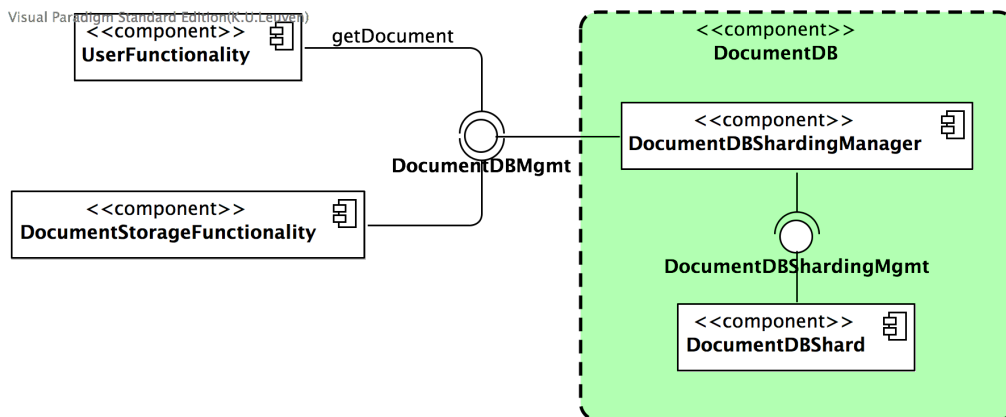 Visual Paradigm Standard Edition(K.U.Leuven)
<<component>>
UserFunctionality
getDocument
<<component>>
DocumentDB
<<component>>
DocumentDBShardingManager
DocumentDBMgmt
<<component>>
DocumentStorageFunctionality
DocumentDBShardingMgmt
<<component>>
DocumentDBShard